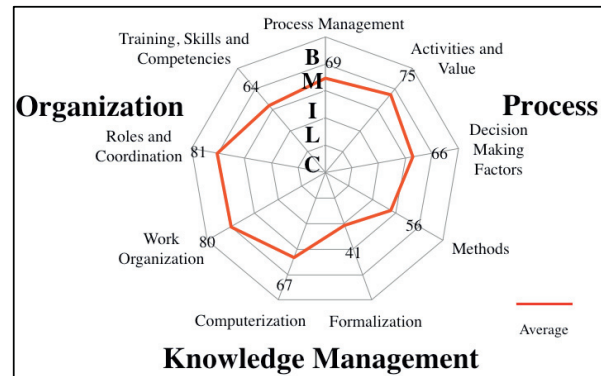 Process Management
Training, Skills and
Competencies
Activities and
Value
B
69
M
75
64
I
Organization
Process
L
Roles and
Coordination
81
Decision
Making
Factors
66
C
56
Work
Organization
80
Methods
41
67
Computerization
Formalization
Average
Knowledge Management